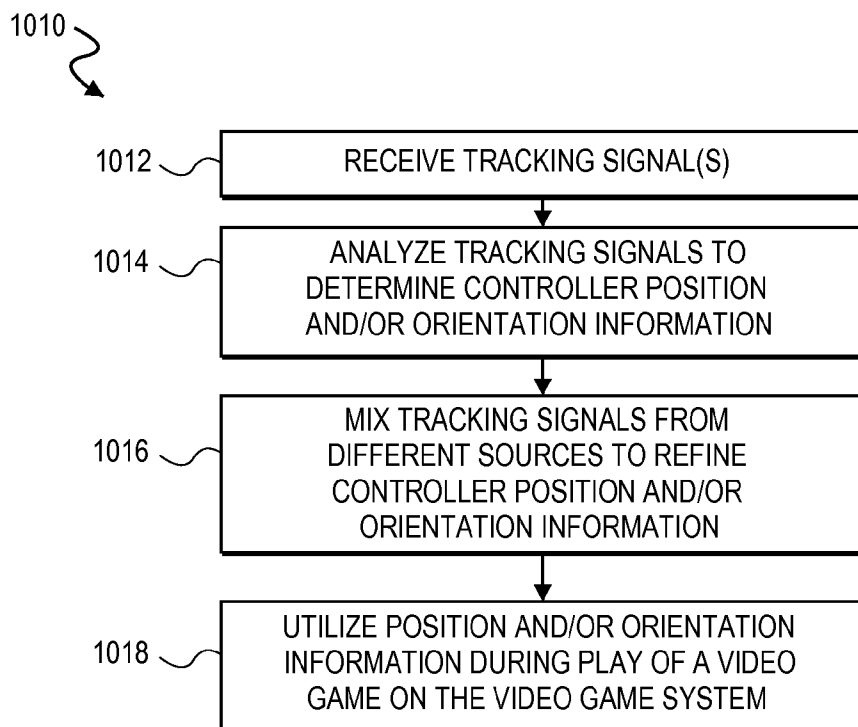 1010
1012
RECEIVE TRACKING SIGNAL(S)
1014
ANALYZE TRACKING SIGNALS TO
DETERMINE CONTROLLER POSITION
AND/OR ORIENTATION INFORMATION
1016
MIX TRACKING SIGNALS FROM
DIFFERENT SOURCES TO REFINE
CONTROLLER POSITION AND/OR
ORIENTATION INFORMATION
1018
UTILIZE POSITION AND/OR ORIENTATION
INFORMATION DURING PLAY OF A VIDEO
GAME ON THE VIDEO GAME SYSTEM